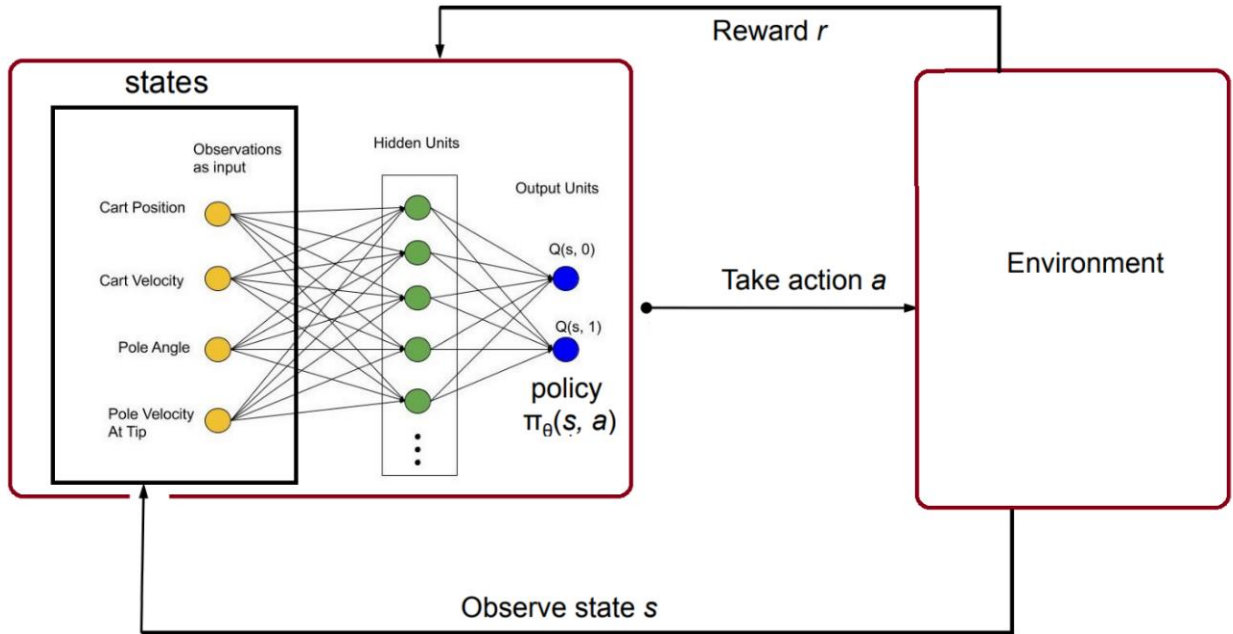 Reward r
states
Observations
as input
Hidden Units
Output Units
Cart Position
Cart Velocity
Pole Angle
Pole Velocity
At Tip
Q(s, 0)
Q(s, 1)
policy
πθ(s, a)
Take action a
Environment
Observe state s